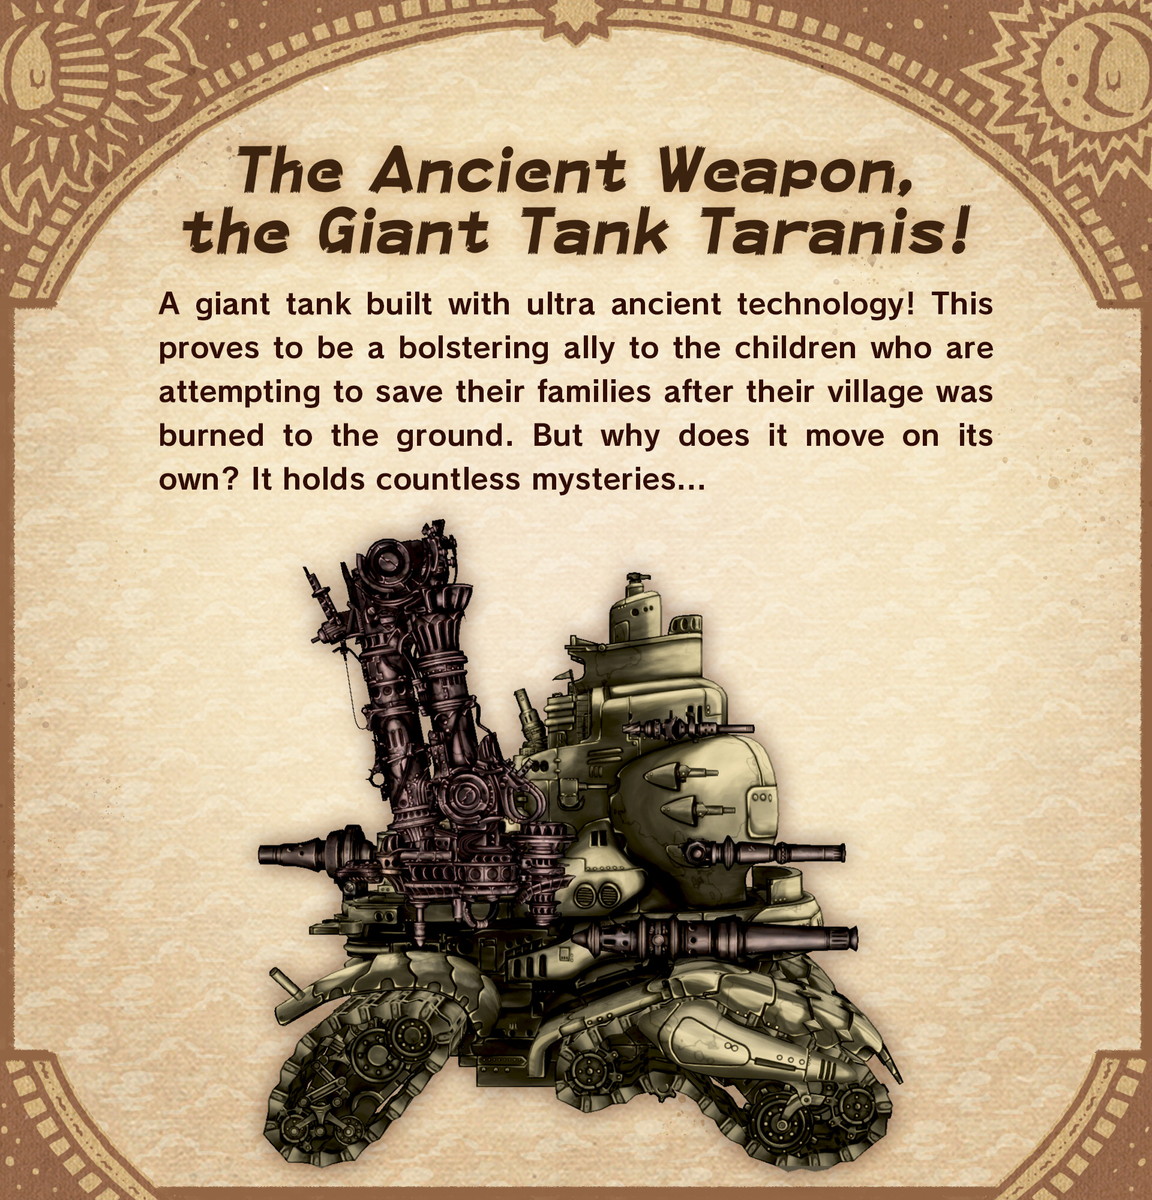 The Ancient Weapon,
the Giant Tank Taranis!
A giant tank built with ultra ancient technology! This
proves to be a bolstering ally to the children who are
attempting to save their families after their village was
burned to the ground. But why does it move on its
own? It holds countless mysteries...